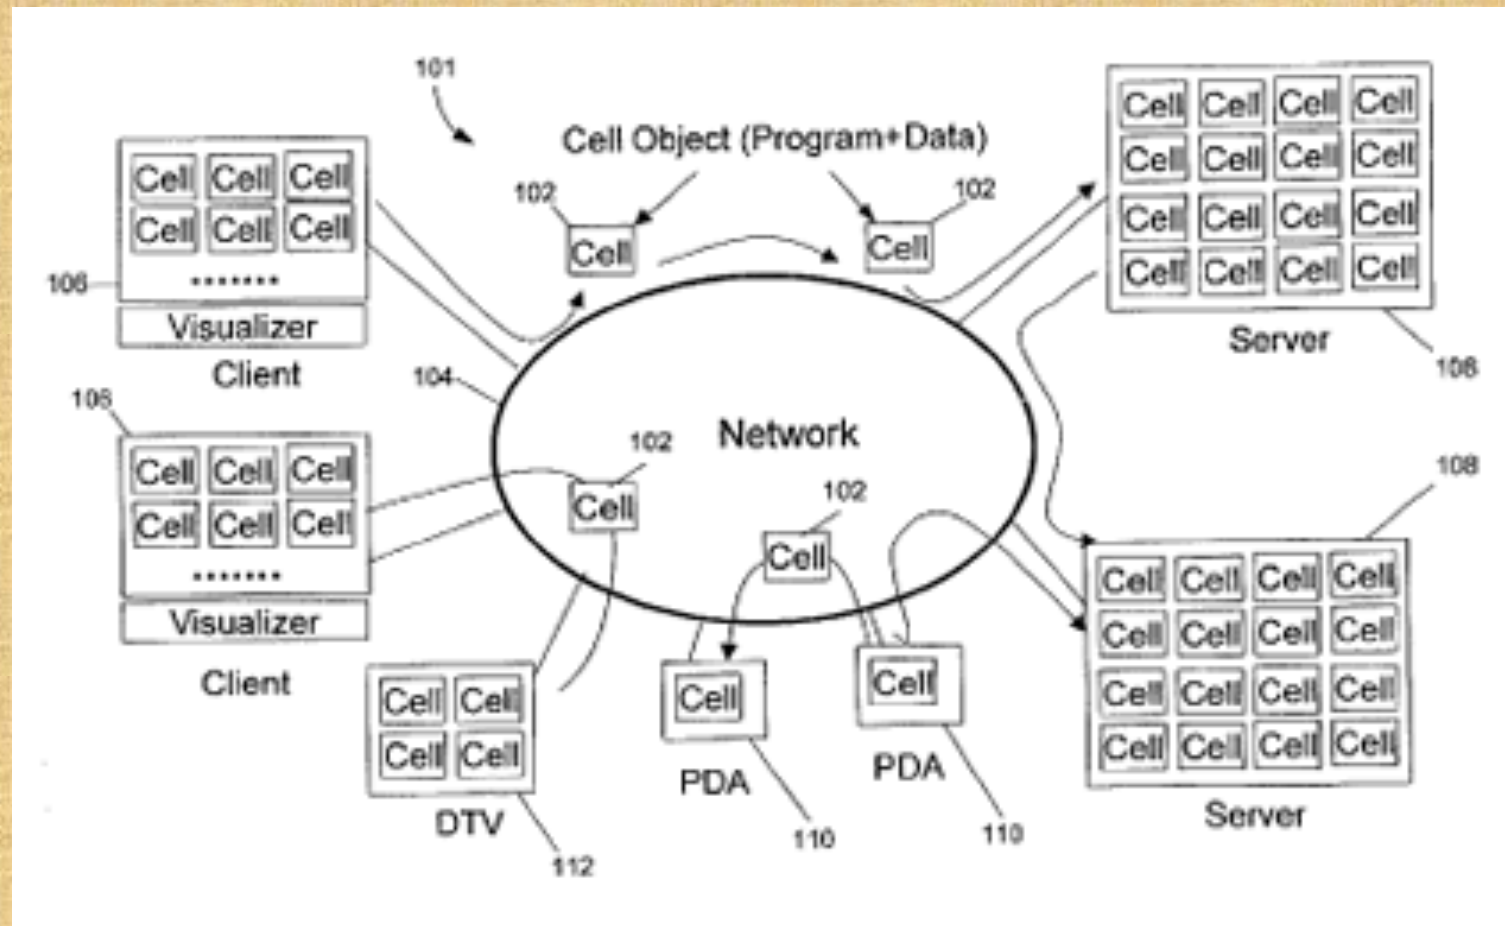 101
Cell Object (Program+Data)
102
102
Cell
Cell
Cell Cell Cell
Cell Cell Cell
.......
106
Visualizer
Client
Cell Cell Cell Cell
Cell Cell Cell Cell
Cell Cell Cell Cell
Cell Cell Cell Cell
Server
108
104
Network
106
Cell Cell Cell
Cell Cell Cell
.......
Visualizer
Client
102
Cell
102
Cell
108
Cell Cell Cell Cell
Cell Cell Cell Cell
Cell Cell Cell Cell
Cell Cell Cell Cell
Server
Cell Cell
Cell Cell
DTV
112
Cell
PDA
110
Cell
PDA
110